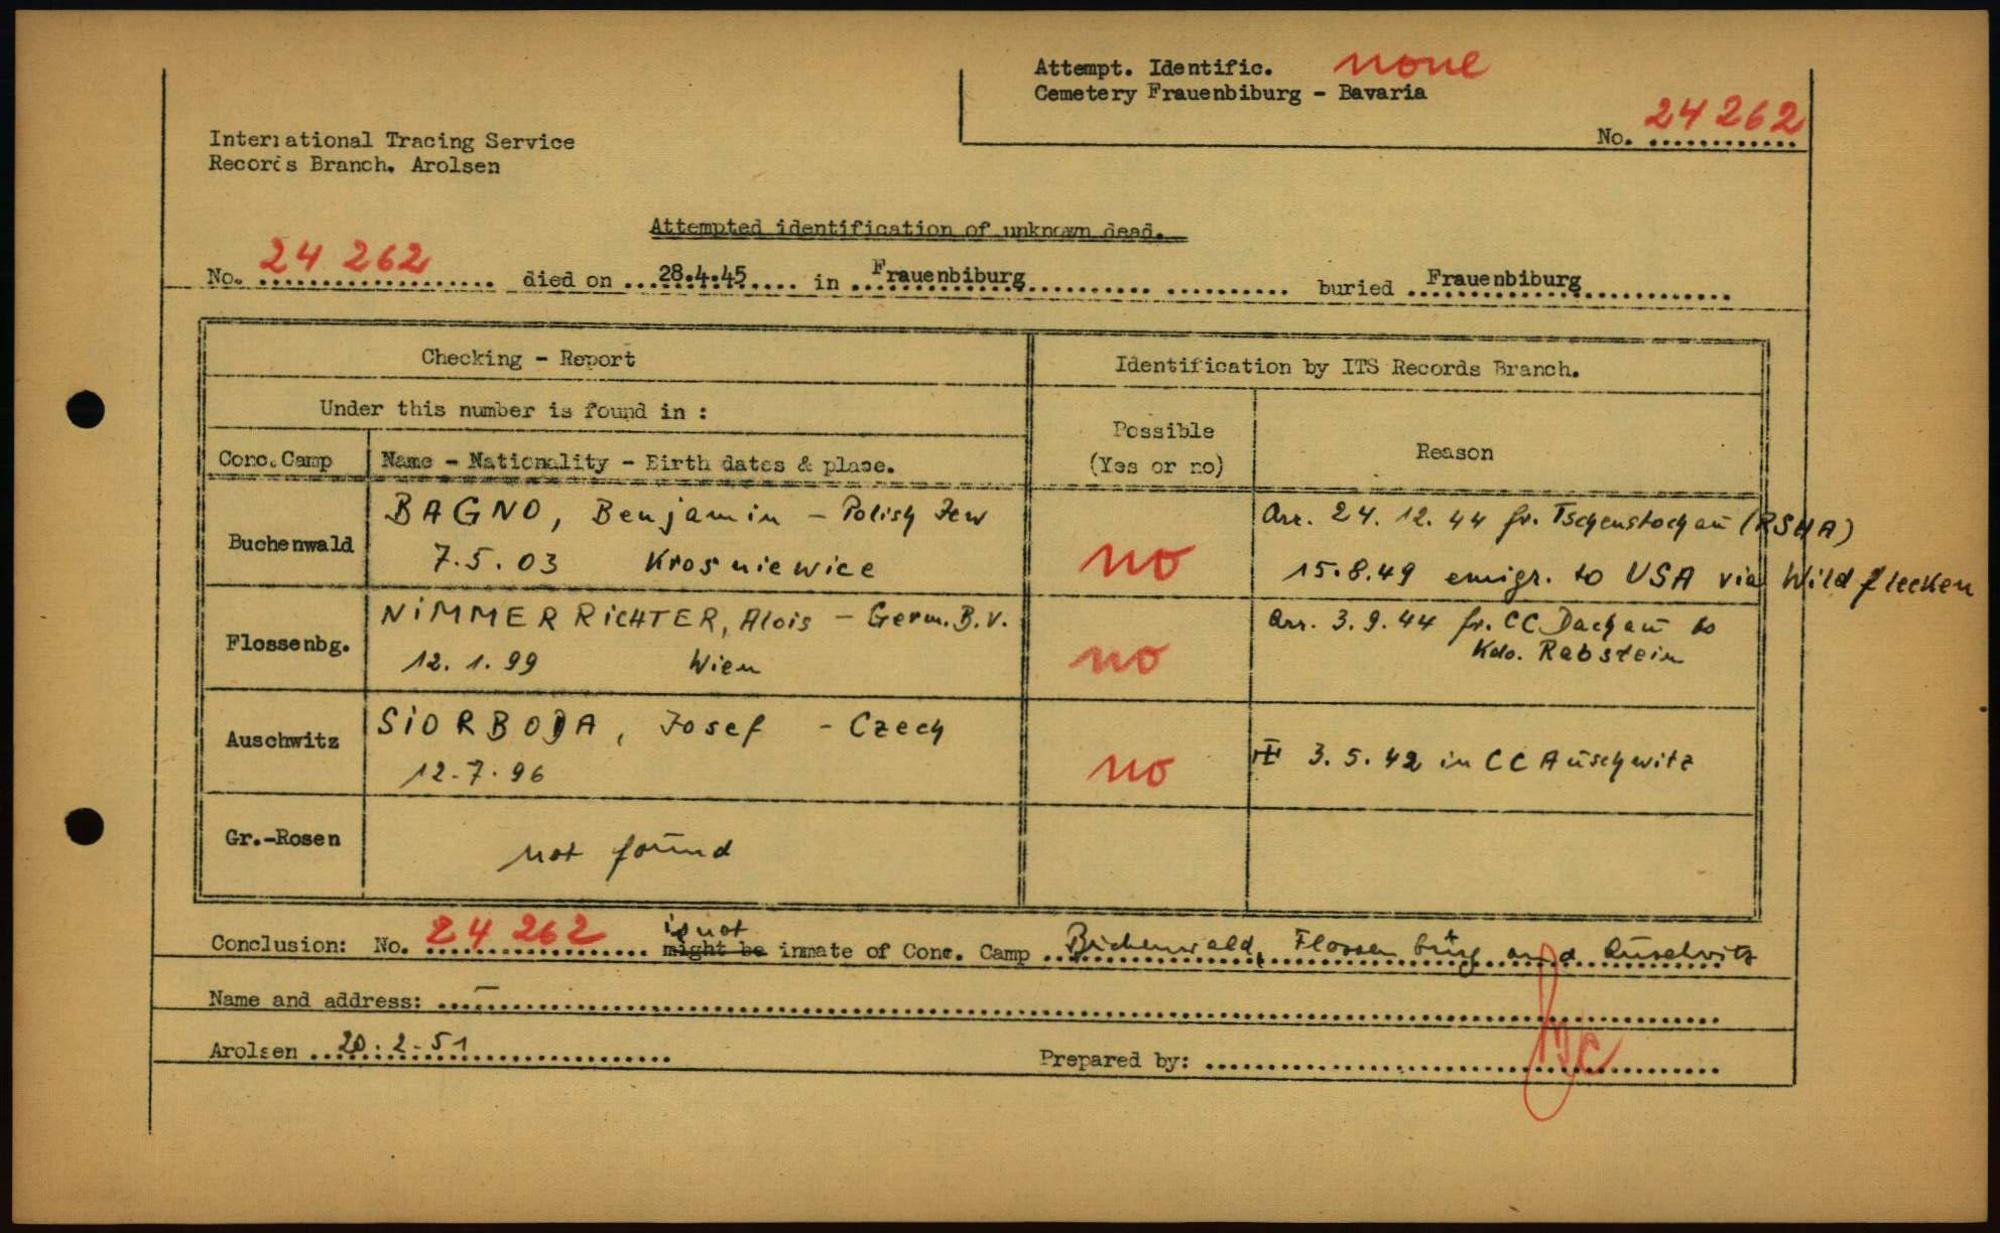 Attempt. Identific. none
Cemetery Frauenbiburg - Bavaria
No. 24 262
International Tracing Service
Records Branch. Arolsen
Attempted identification of unknown dead.
No. 24 262 died on 28.4.45 in Frauenbiburg buried Frauenbiburg
Checking - Report
Identification by ITS Records Branch.
Under this number is found in :
Possible
(Yes or no)
Reason
Conc.Camp
Name - Nationality - Birth dates & place.
Buchenwald
BAGNO, Benjamin - Polish Jew
7.5.03 Krosniewice
no
Arr. 24.12.44 fr. Tschenstochau (RSHA)
15.8.49 emigr. to USA via Wildflecken
Flossenbg.
NIMMERRICHTER, Alois - Germ. B.V.
12.1.99 Wien
no
Arr. 3.9.44 fr. CC Dachau to
Kdo. Rabstein
Auschwitz
SIORBODA, Josef - Czech
12.7.96
no
3.5.42 in CC Auschwitz
Gr.-Rosen
not found
is not
Conclusion: No. 24 262 might be inmate of Conc. Camp Buchenwald, Flossenbürg and Auschwitz
Name and address: -
Arolsen 20.2.51
Prepared by: